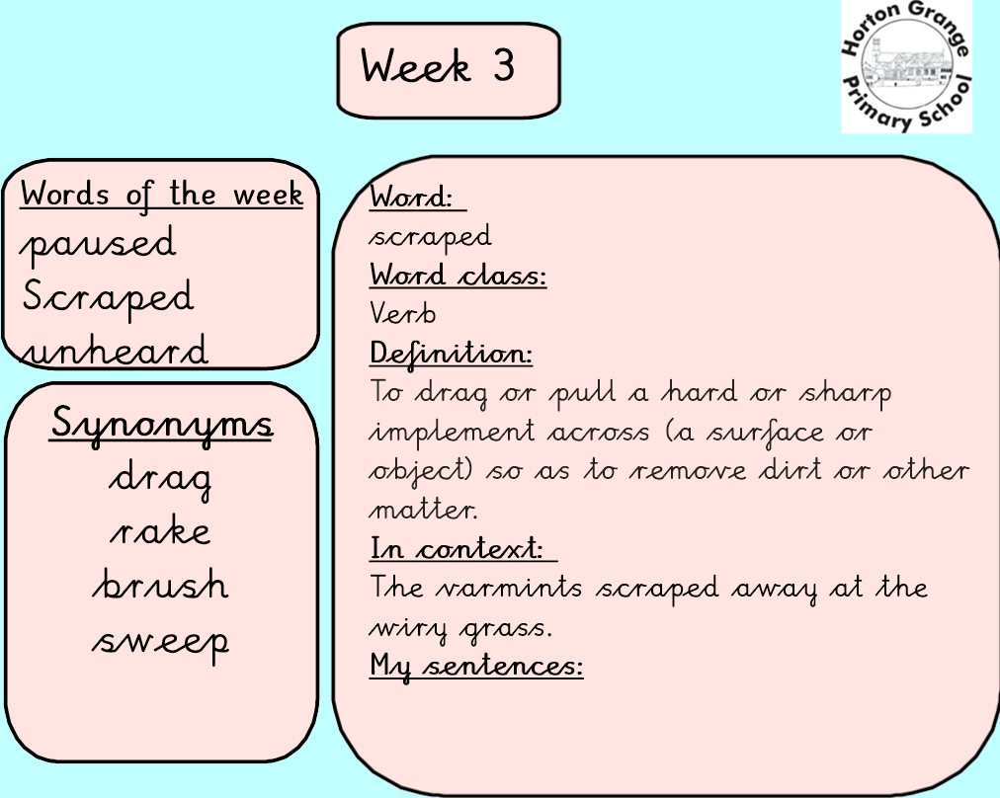 Week 3
Horton Grange
Primary School
Words of the week
paused
Scraped
unheard
Synonyms
drag
rake
brush
sweep
Word:
scraped
Word class:
Verb
Definition:
To drag or pull a hard or sharp
implement across (a surface or
object) so as to remove dirt or other
matter.
In context:
The varmints scraped away at the
wiry grass.
My sentences: